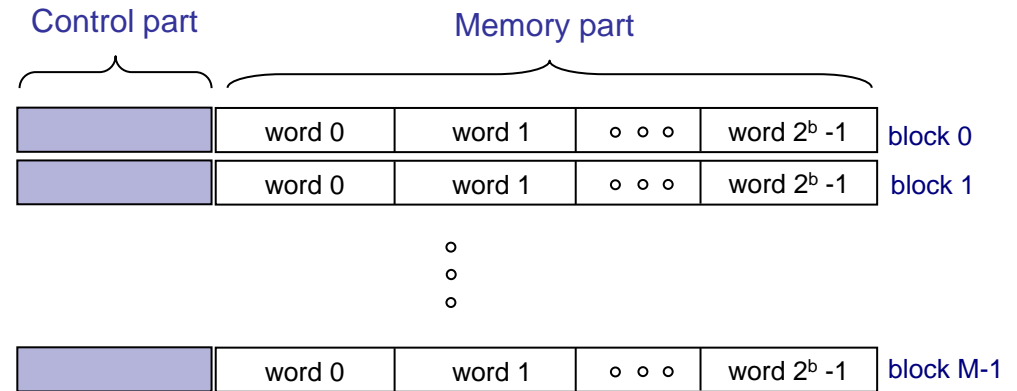 Control part Memory part
word 0 word 1 ∘ ∘ ∘ word 2ᵇ -1 block 0
word 0 word 1 ∘ ∘ ∘ word 2ᵇ -1 block 1
∘
∘
∘
word 0 word 1 ∘ ∘ ∘ word 2ᵇ -1 block M-1